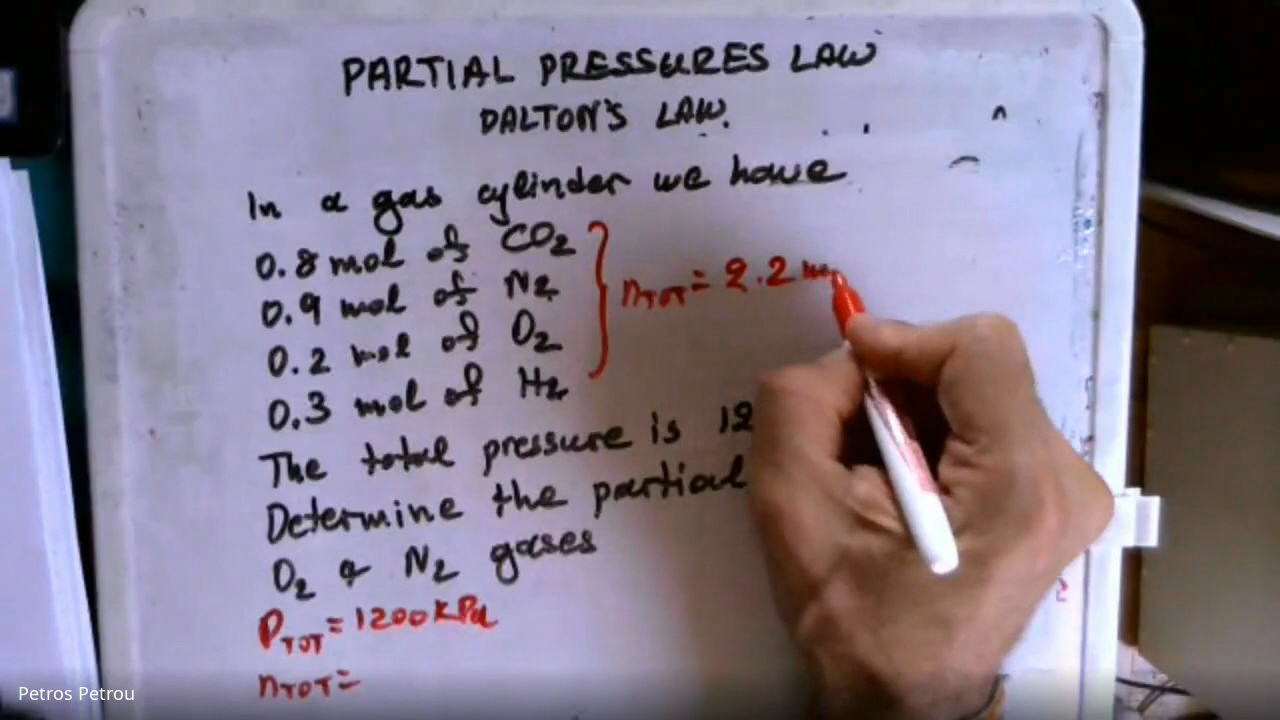 PARTIAL PRESSURES LAW
DALTON'S LAW.
In a gas cylinder we have
0.8 mol of CO2
0.9 mol of N2
0.2 mol of O2
0.3 mol of H2
nTOT = 2.2 mo
The total pressure is 12
Determine the partial
O2 & N2 gases
PTOT = 1200 kPa
nTOT =
Petros Petrou